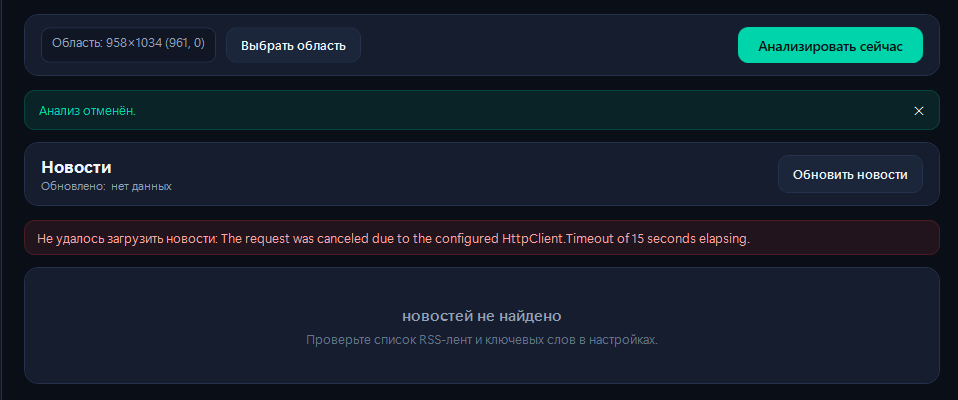 Область: 958×1034 (961, 0)
Выбрать область
Анализировать сейчас
Анализ отменён.
Новости
Обновлено: нет данных
Обновить новости
Не удалось загрузить новости: The request was canceled due to the configured HttpClient.Timeout of 15 seconds elapsing.
новостей не найдено
Проверьте список RSS-лент и ключевых слов в настройках.